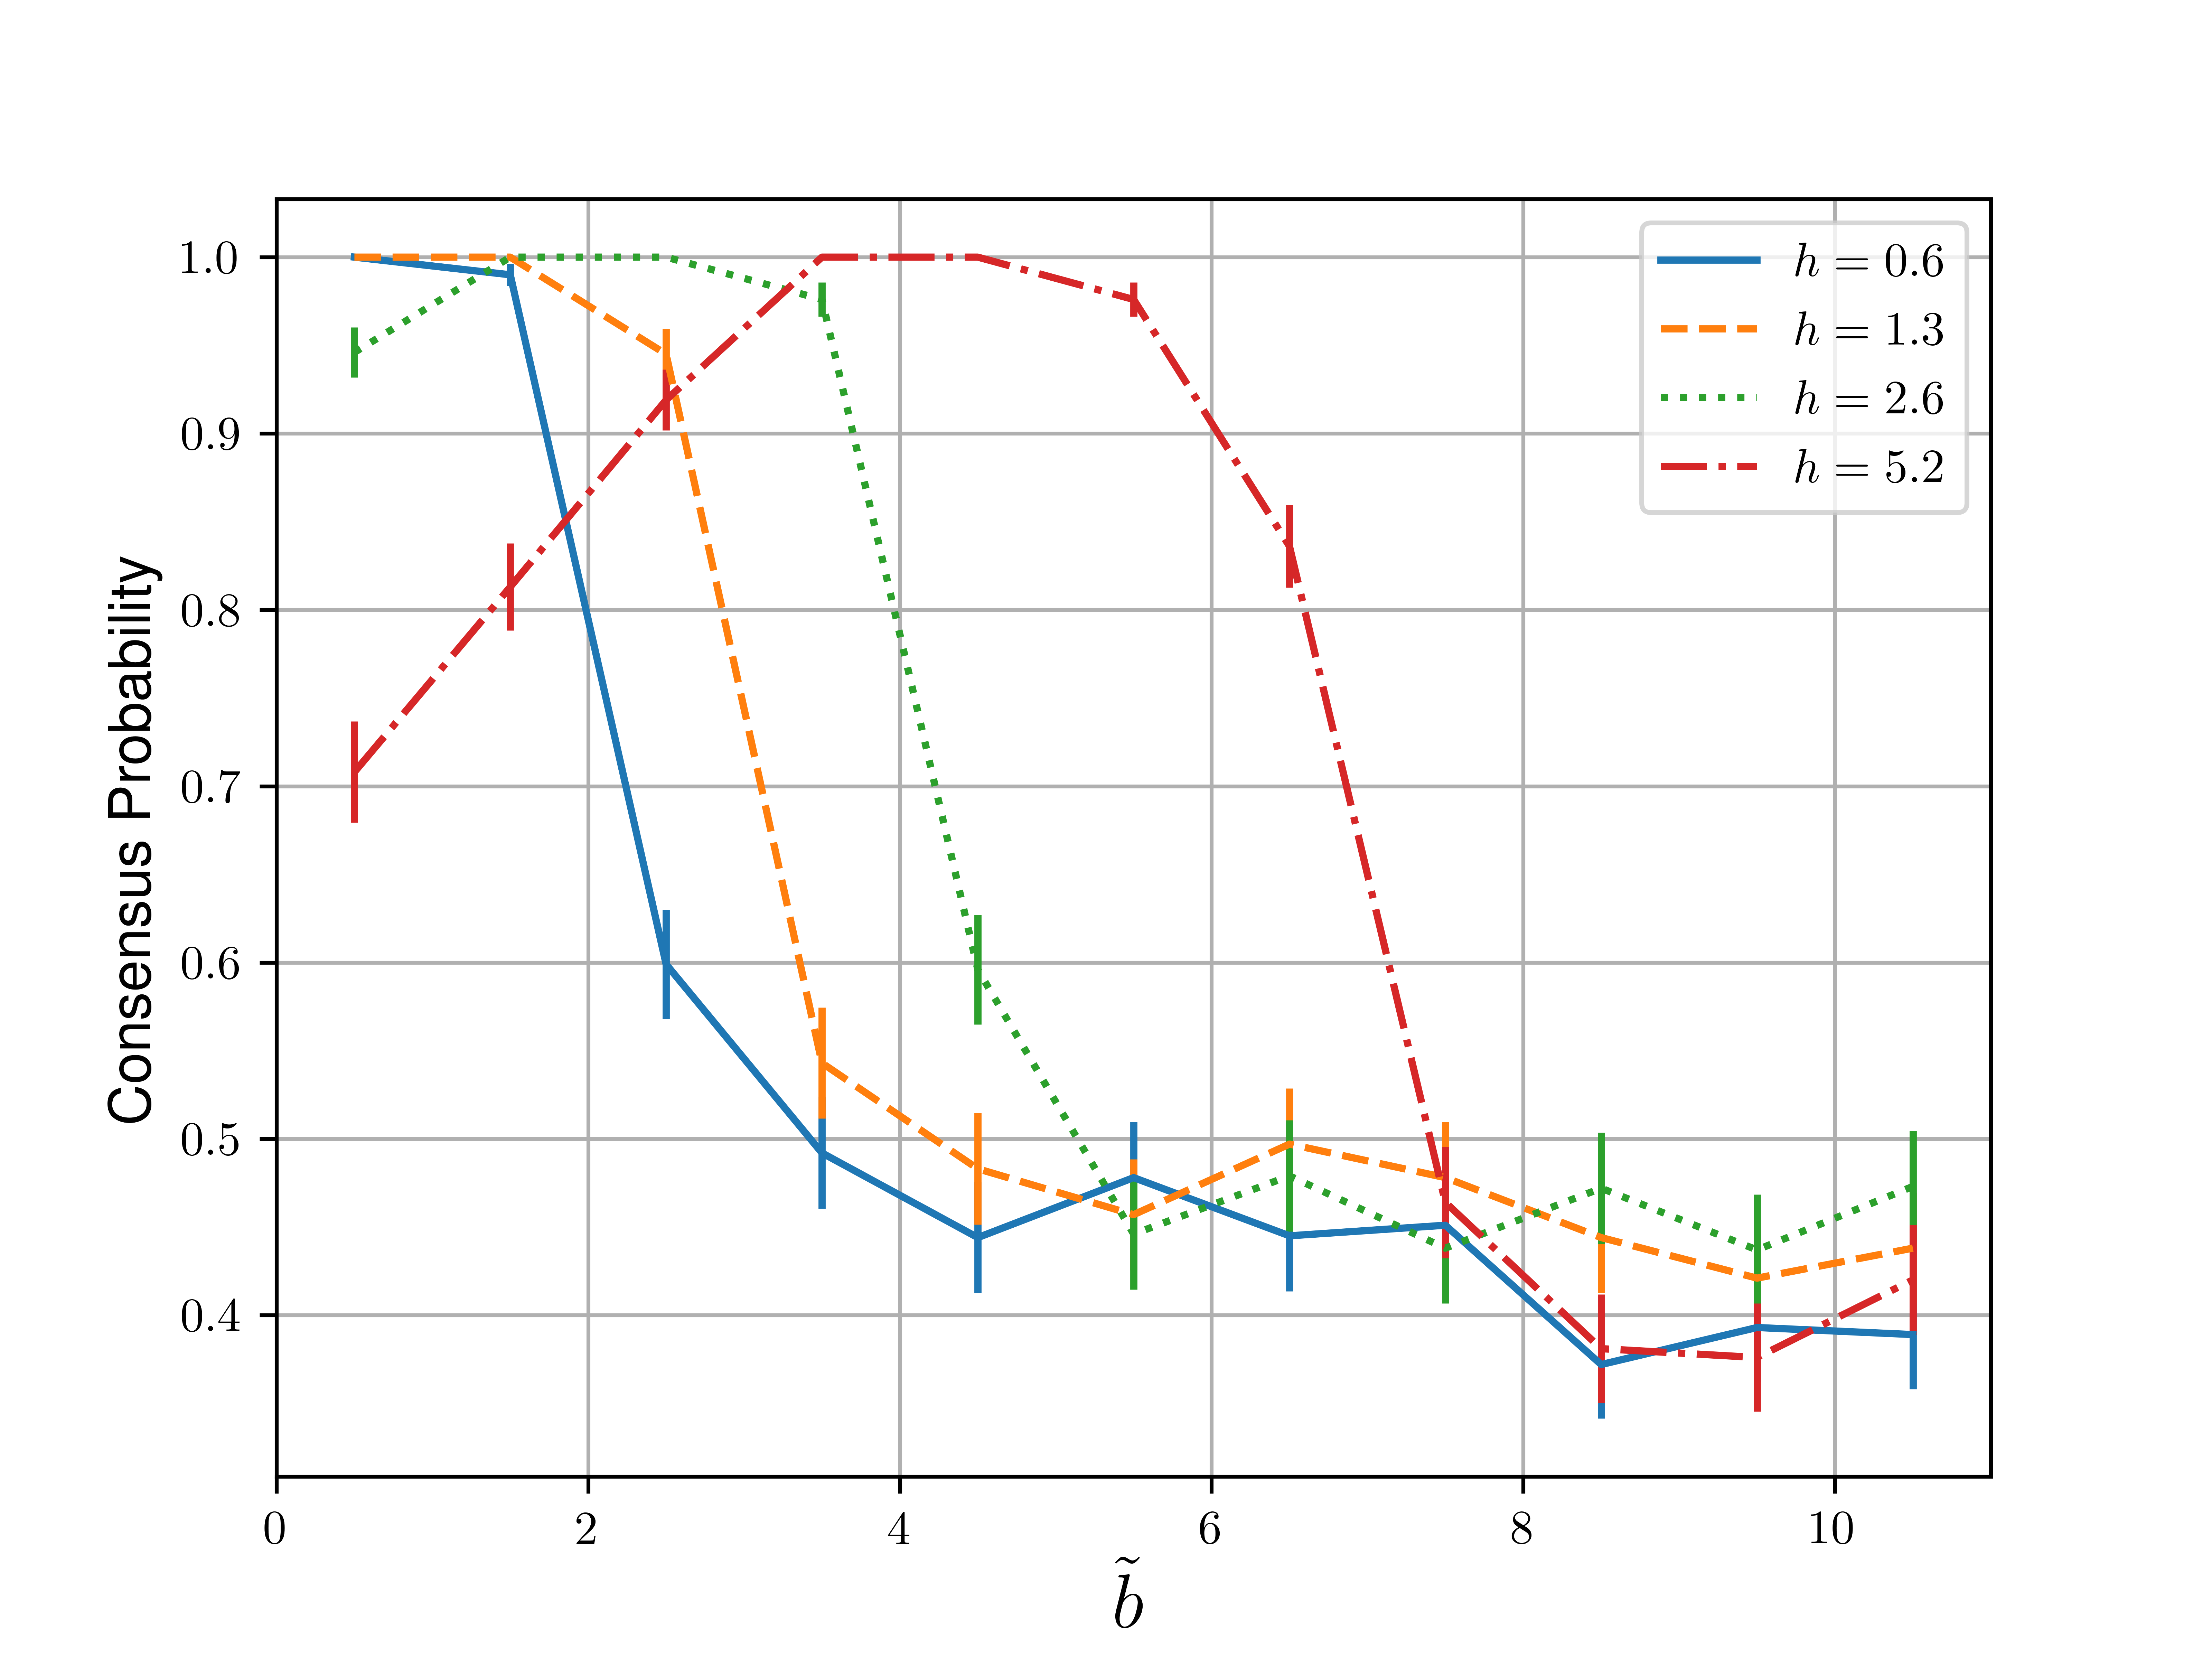 h = 0.6
h = 1.3
h = 2.6
h = 5.2
Consensus Probability
1.0
0.9
0.8
0.7
0.6
0.5
0.4
0 2 4 6 8 10
b̃